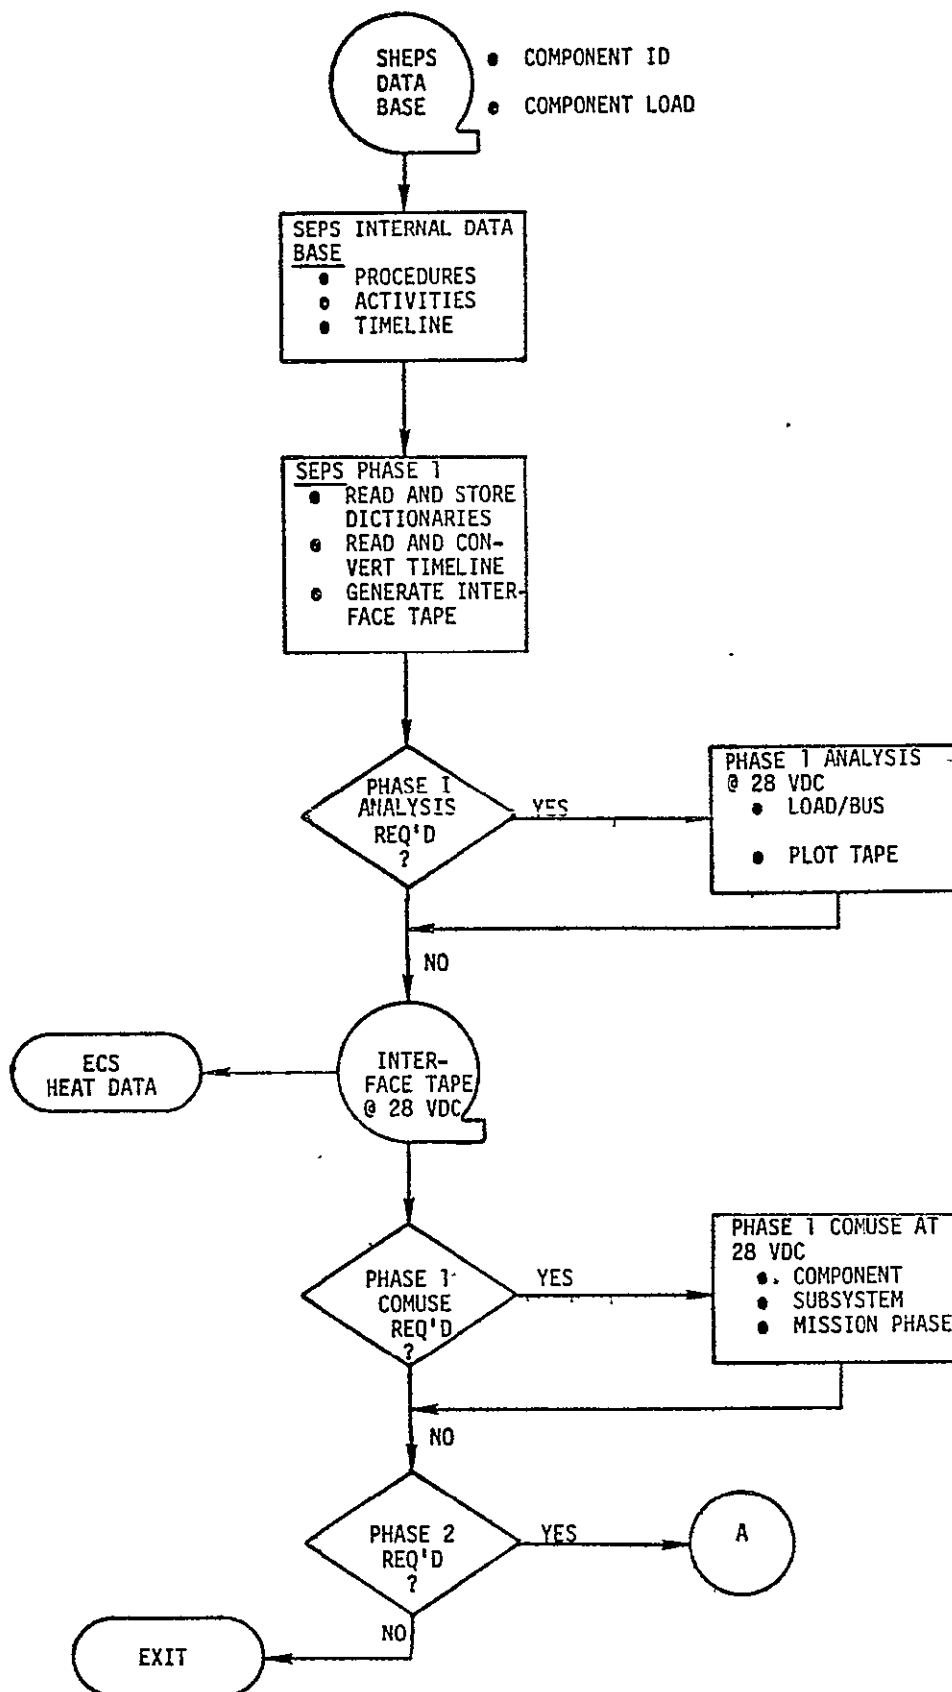 SHEPS
DATA
BASE
• COMPONENT ID
• COMPONENT LOAD
SEPS INTERNAL DATA
BASE
• PROCEDURES
• ACTIVITIES
• TIMELINE
SEPS PHASE 1
• READ AND STORE
DICTIONARIES
• READ AND CON-
VERT TIMELINE
• GENERATE INTER-
FACE TAPE
PHASE I
ANALYSIS
REQ'D
?
YES
PHASE 1 ANALYSIS
@ 28 VDC
• LOAD/BUS
• PLOT TAPE
NO
INTER-
FACE TAPE
@ 28 VDC
ECS
HEAT DATA
PHASE 1
COMUSE
REQ'D
?
YES
PHASE 1 COMUSE AT
28 VDC
• COMPONENT
• SUBSYSTEM
• MISSION PHASE
NO
PHASE 2
REQ'D
?
YES
A
NO
EXIT